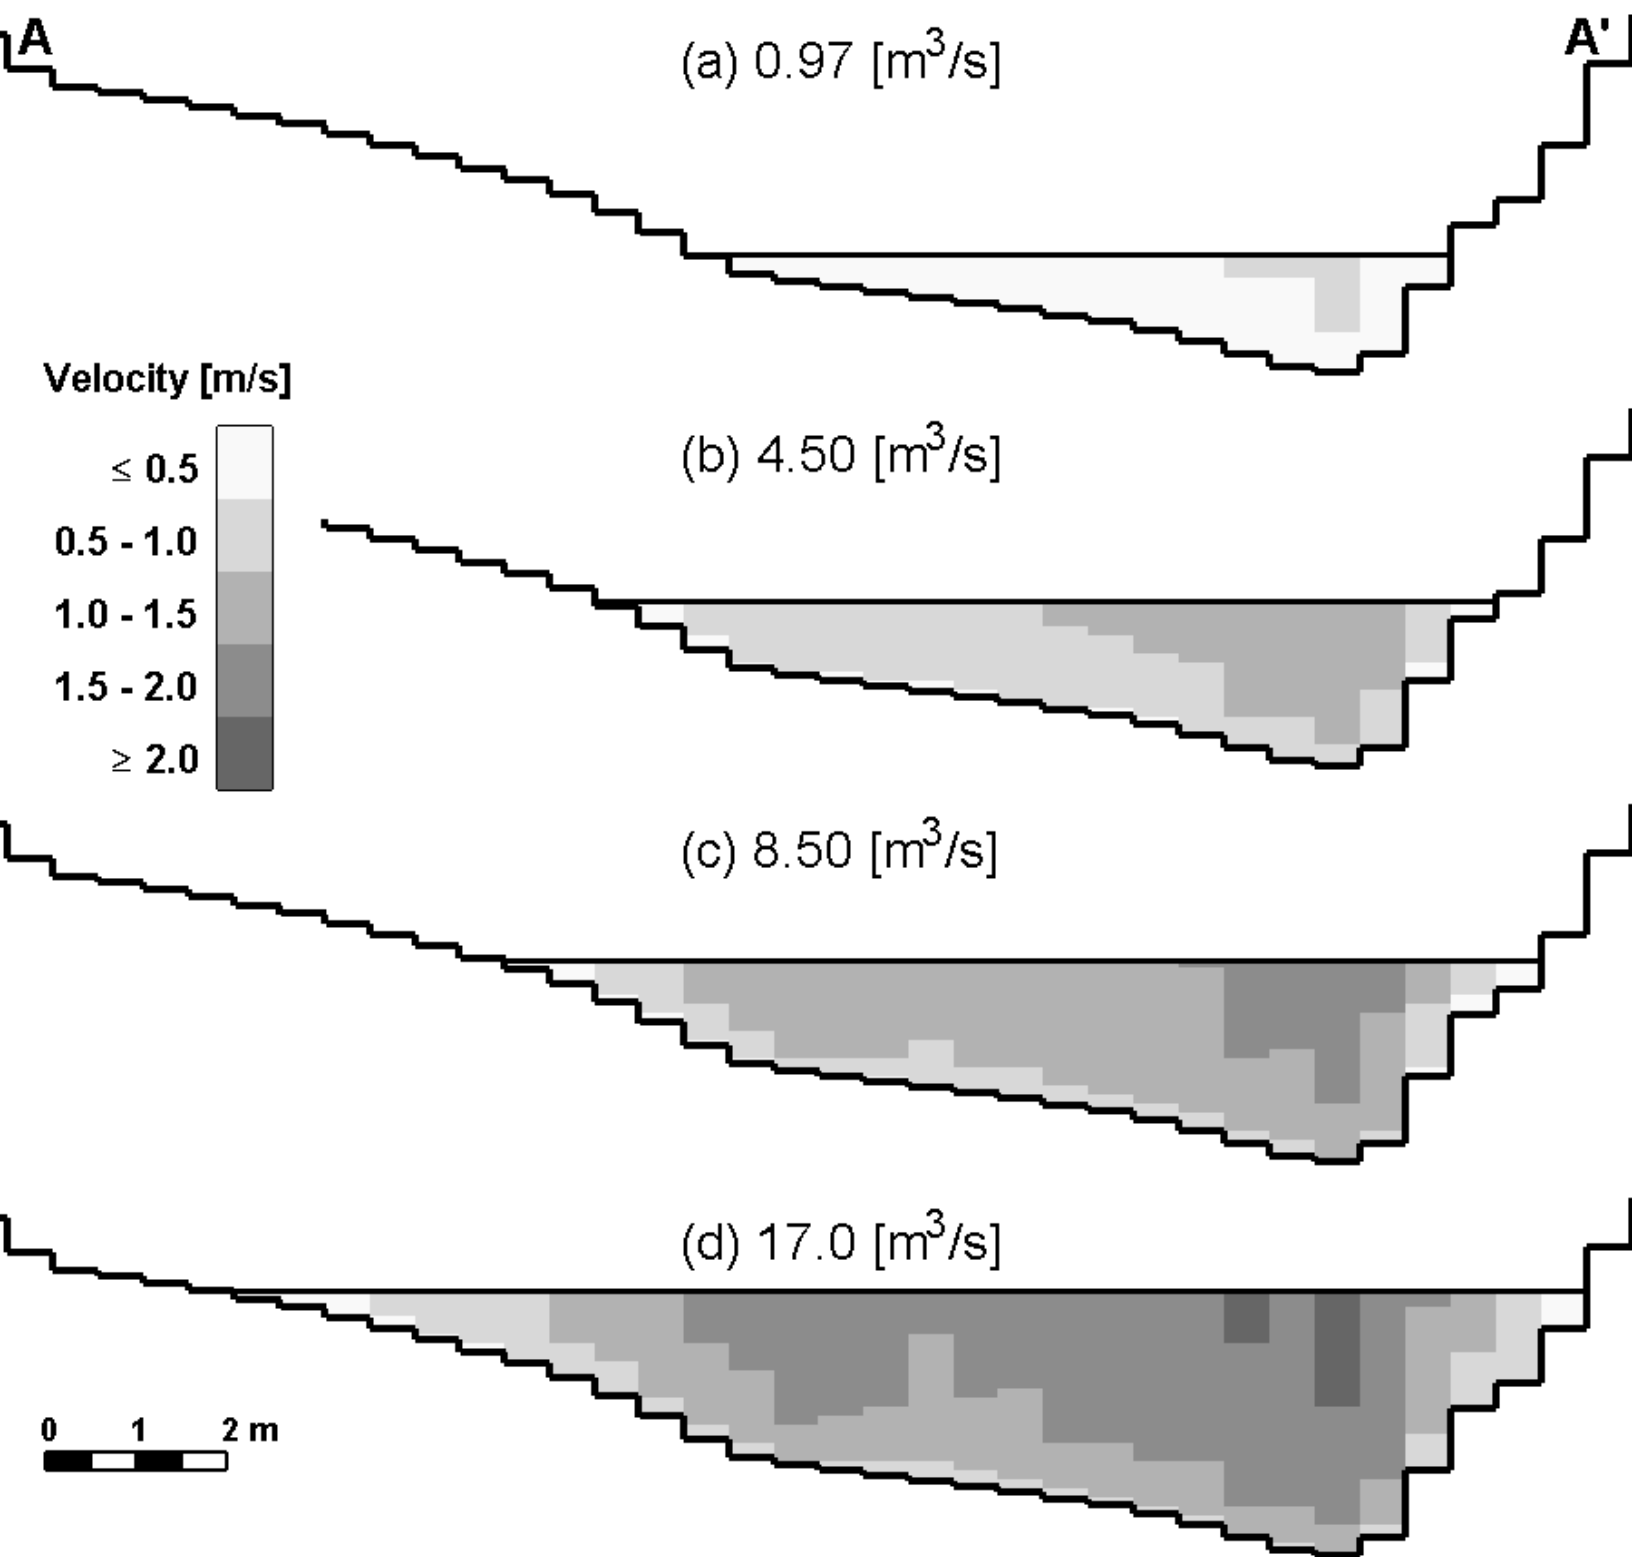 A
A'
(a) 0.97 [m³/s]
Velocity [m/s]
≤ 0.5
0.5 - 1.0
1.0 - 1.5
1.5 - 2.0
≥ 2.0
(b) 4.50 [m³/s]
(c) 8.50 [m³/s]
(d) 17.0 [m³/s]
0 1 2 m